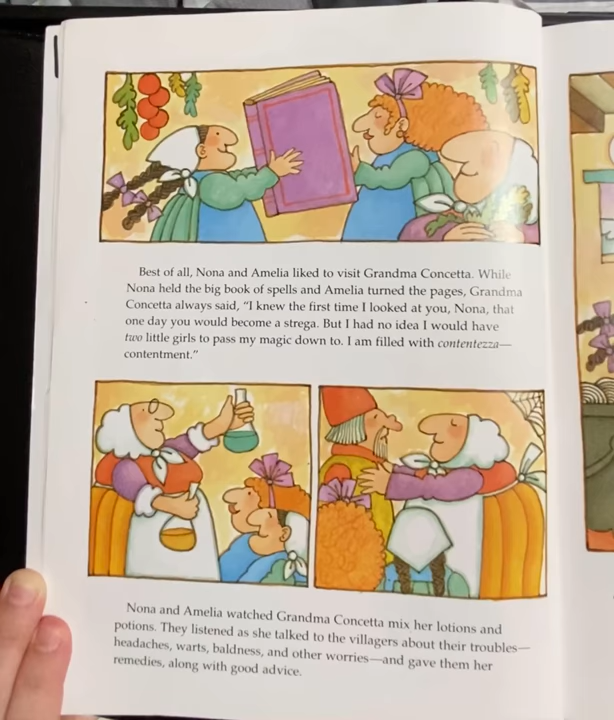 Best of all, Nona and Amelia liked to visit Grandma Concetta. While
Nona held the big book of spells and Amelia turned the pages, Grandma
Concetta always said, “I knew the first time I looked at you, Nona, that
one day you would become a strega. But I had no idea I would have
two little girls to pass my magic down to. I am filled with contentezza—
contentment.”
Nona and Amelia watched Grandma Concetta mix her lotions and
potions. They listened as she talked to the villagers about their troubles—
headaches, warts, baldness, and other worries—and gave them her
remedies, along with good advice.